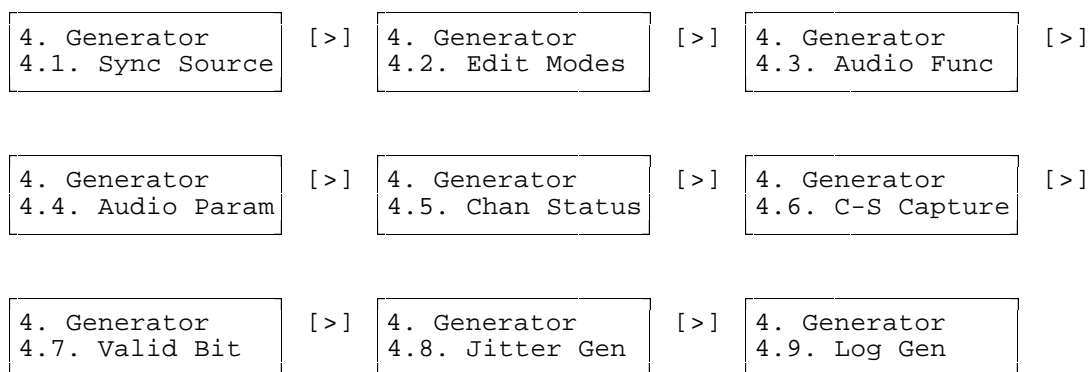 4. Generator [>] 4. Generator [>] 4. Generator [>]
4.1. Sync Source 4.2. Edit Modes 4.3. Audio Func
4. Generator [>] 4. Generator [>] 4. Generator [>]
4.4. Audio Param 4.5. Chan Status 4.6. C-S Capture
4. Generator [>] 4. Generator [>] 4. Generator
4.7. Valid Bit 4.8. Jitter Gen 4.9. Log Gen